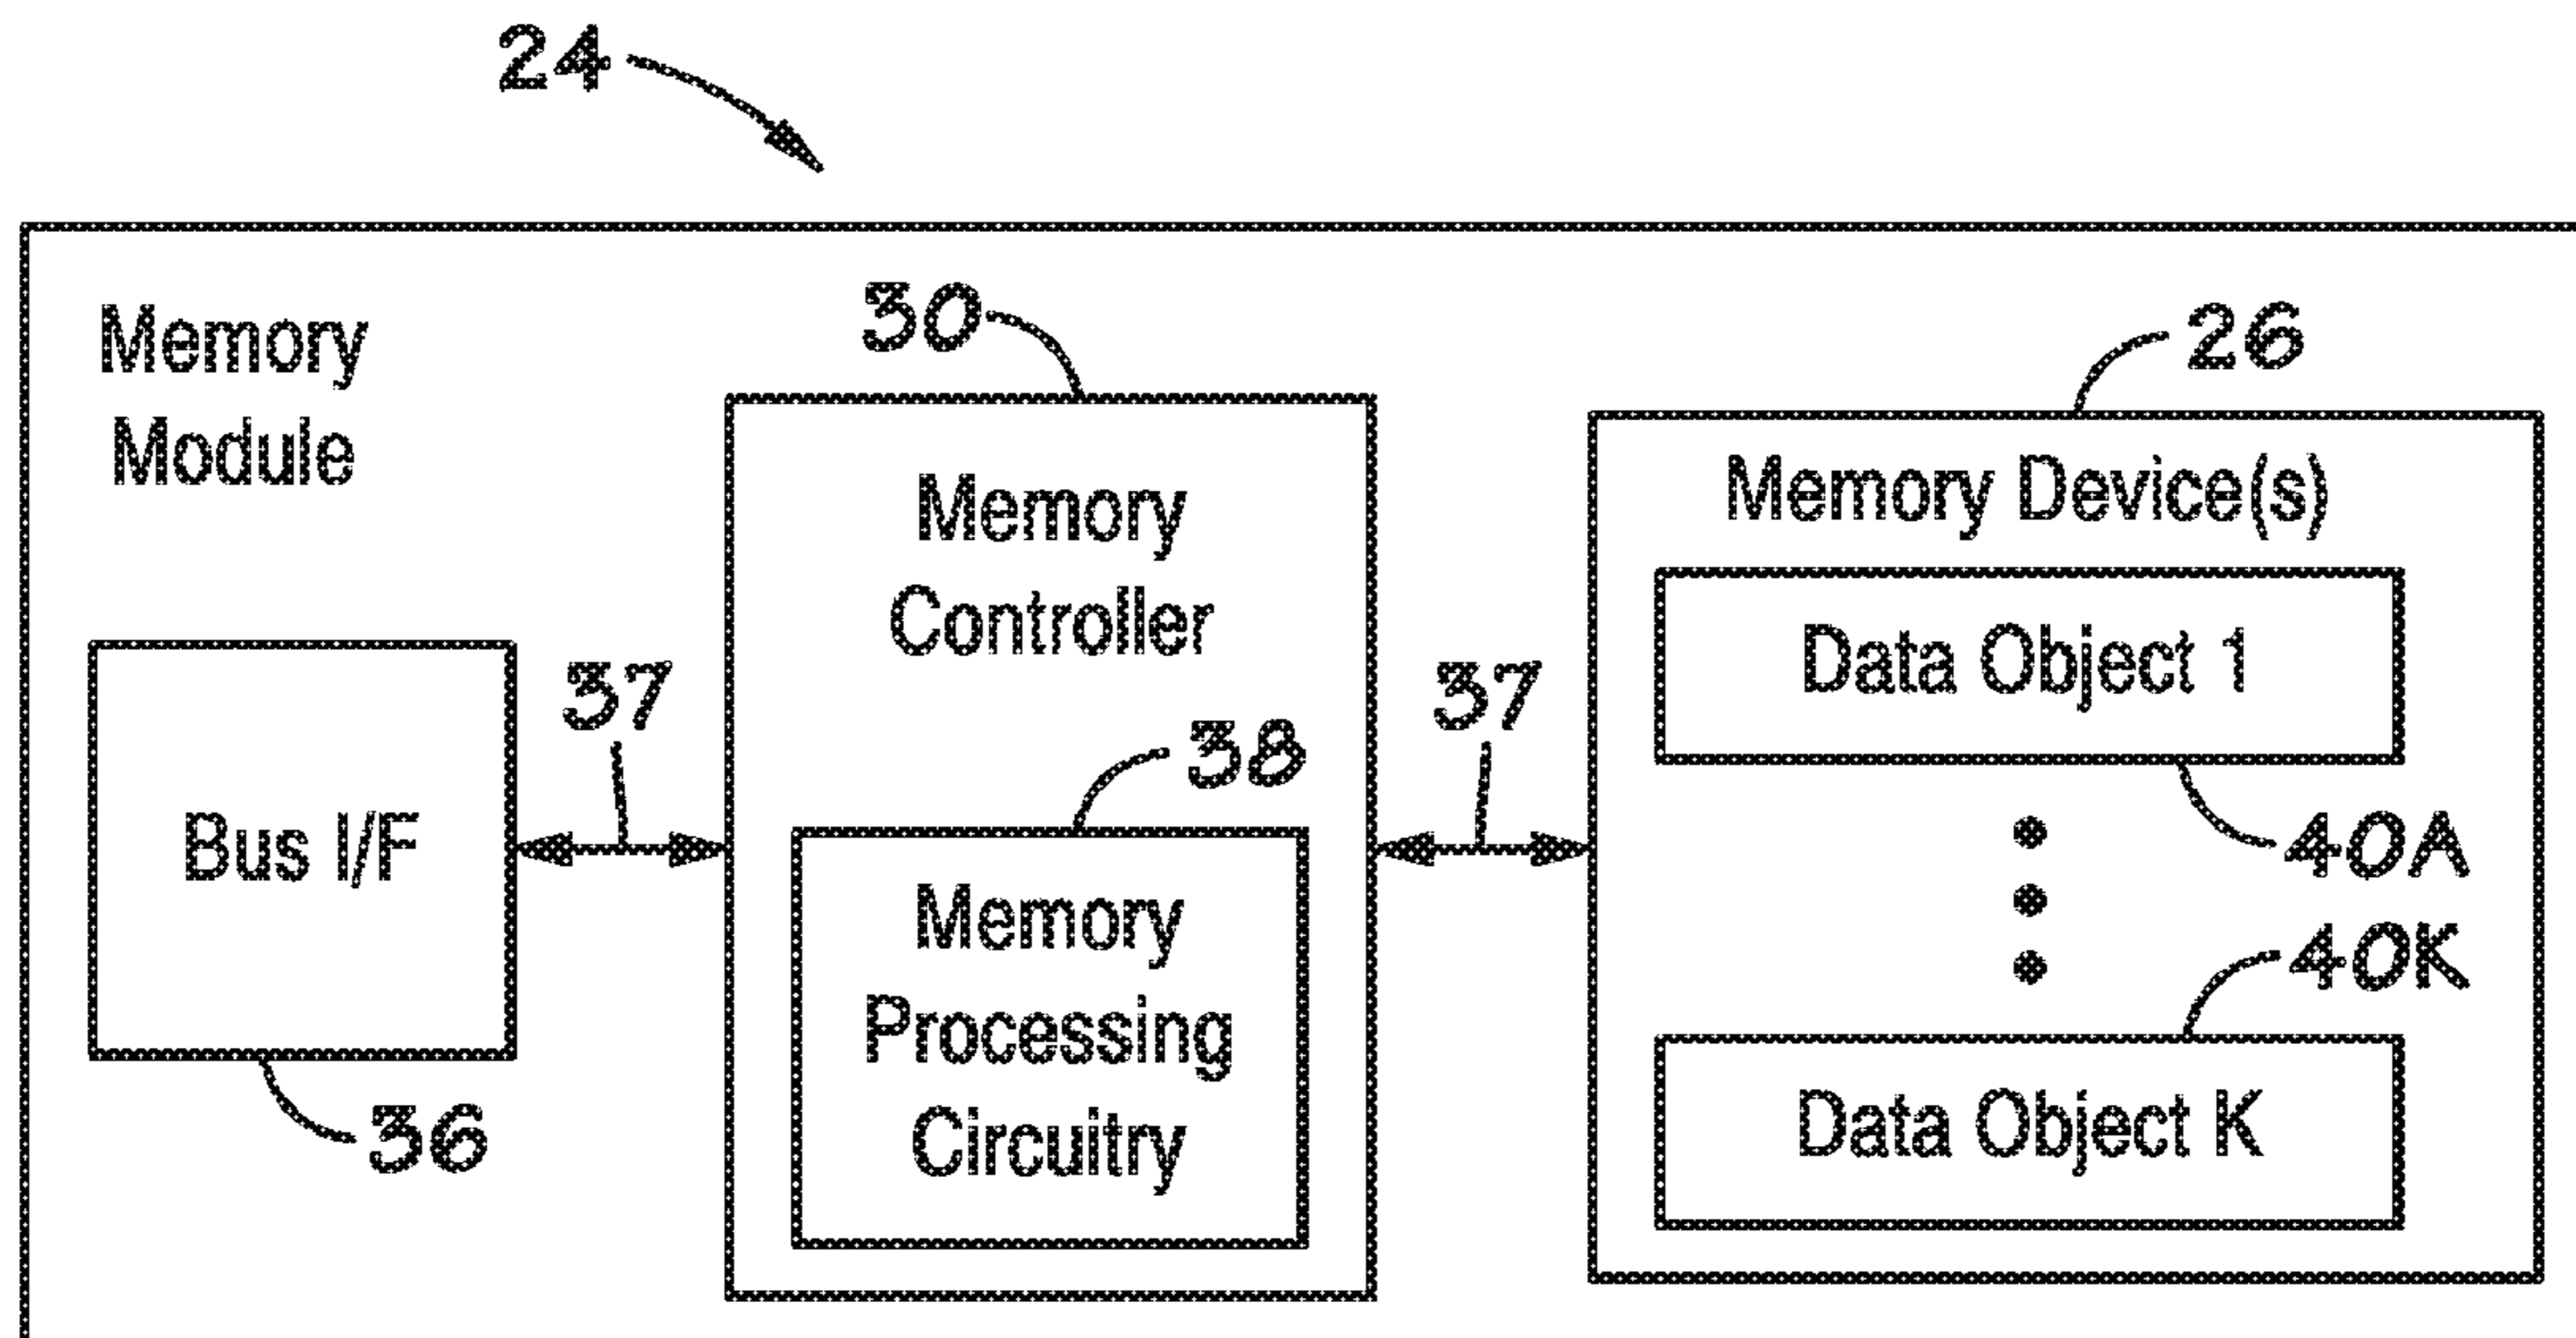 24
Memory
Module
30
Memory
Controller
26
Memory Device(s)
Data Object 1
37
37
38
Bus I/F
40A
Memory
Processing
Circuitry
40K
36
Data Object K